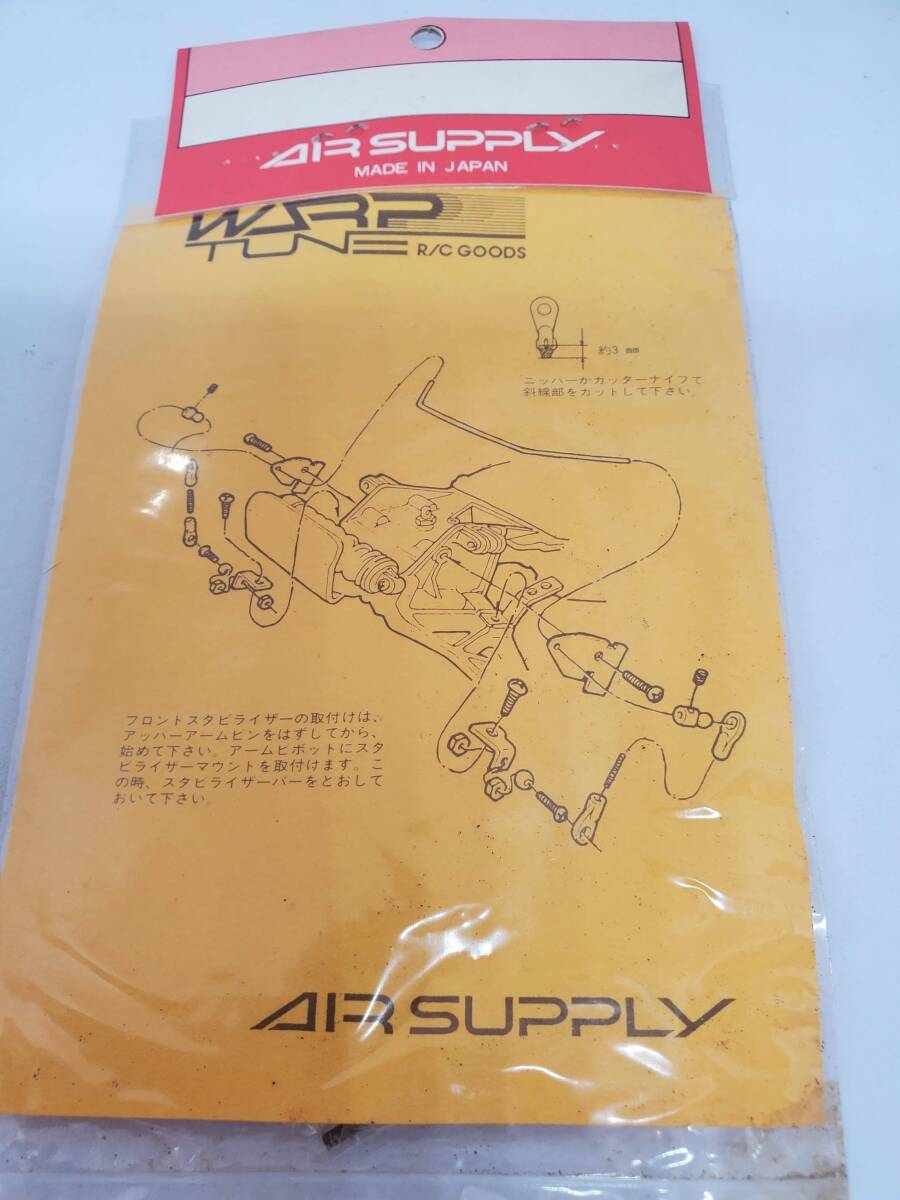 AIR SUPPLY
MADE IN JAPAN
WARP
TUNE R/C GOODS
約3㎜
ニッパーかカッターナイフで
斜線部をカットして下さい。
フロントスタビライザーの取付けは、
アッパーアームピンをはずしてから、
始めて下さい。アームピボットにスタ
ビライザーマウントを取付けます。こ
の時、スタビライザーバーをとおして
おいて下さい。
AIR SUPPLY